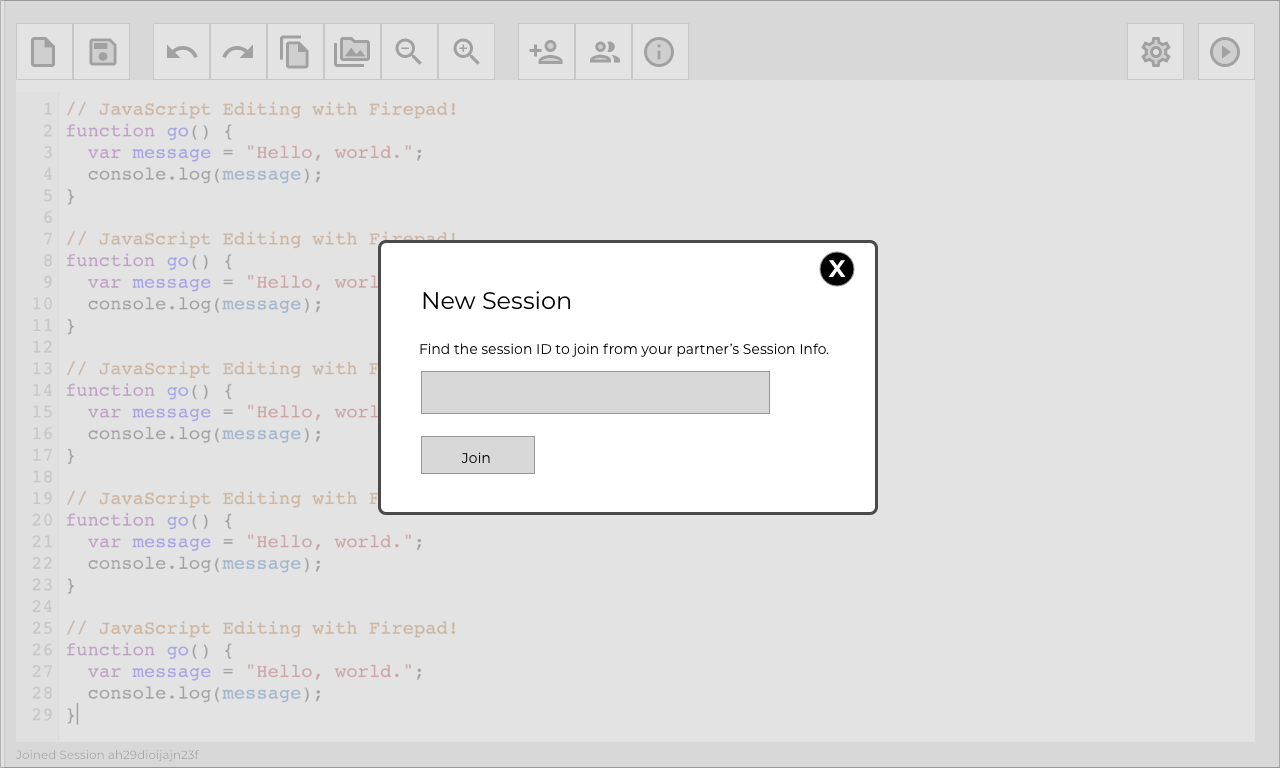 1 // JavaScript Editing with Firepad!
2 function go() {
3   var message = "Hello, world.";
4   console.log(message);
5 }
6
7 // JavaScript Editing with Firepad!
8 function go() {
9   var message = "Hello, worl
10   console.log(message);
11 }
12
13 // JavaScript Editing with F
14 function go() {
15   var message = "Hello, worl
16   console.log(message);
17 }
18
19 // JavaScript Editing with F
20 function go() {
21   var message = "Hello, world.";
22   console.log(message);
23 }
24
25 // JavaScript Editing with Firepad!
26 function go() {
27   var message = "Hello, world.";
28   console.log(message);
29 }
X
New Session
Find the session ID to join from your partner’s Session Info.
Join
Joined Session ah29dioijajn23f